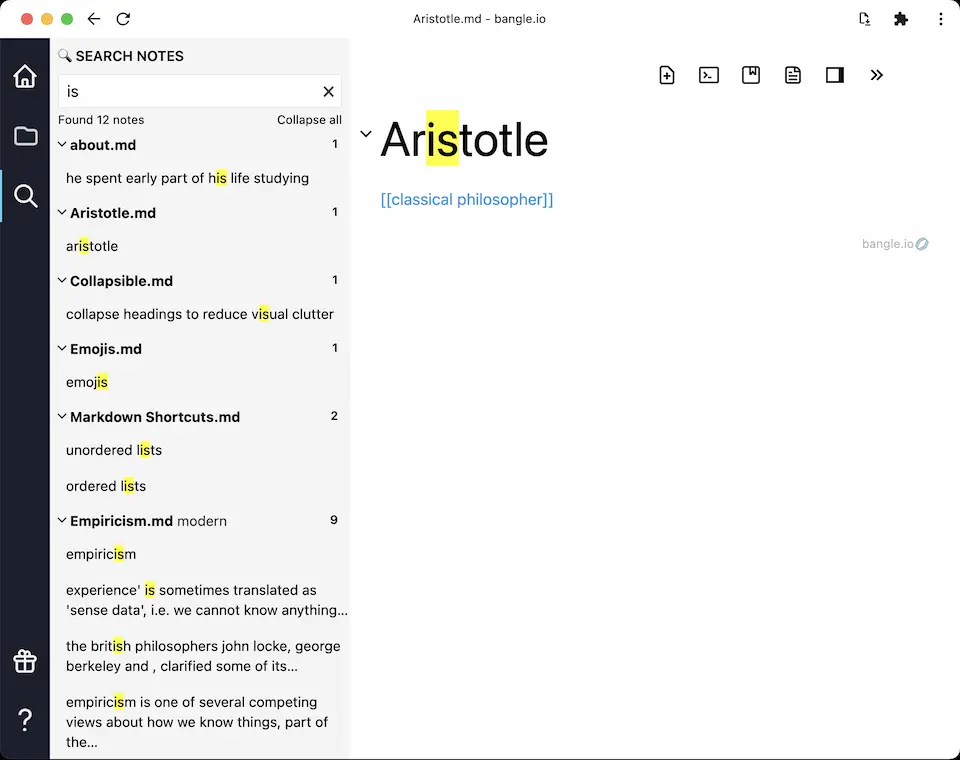 Aristotle.md - bangle.io
SEARCH NOTES
is
Found 12 notes Collapse all
about.md 1
he spent early part of his life studying
Aristotle.md 1
aristotle
Collapsible.md 1
collapse headings to reduce visual clutter
Emojis.md 1
emojis
Markdown Shortcuts.md 2
unordered lists
ordered lists
Empiricism.md modern 9
empiricism
experience' is sometimes translated as
'sense data', i.e. we cannot know anything...
the british philosophers john locke, george
berkeley and , clarified some of its...
empiricism is one of several competing
views about how we know things, part of
the...
Aristotle
[[classical philosopher]]
bangle.io